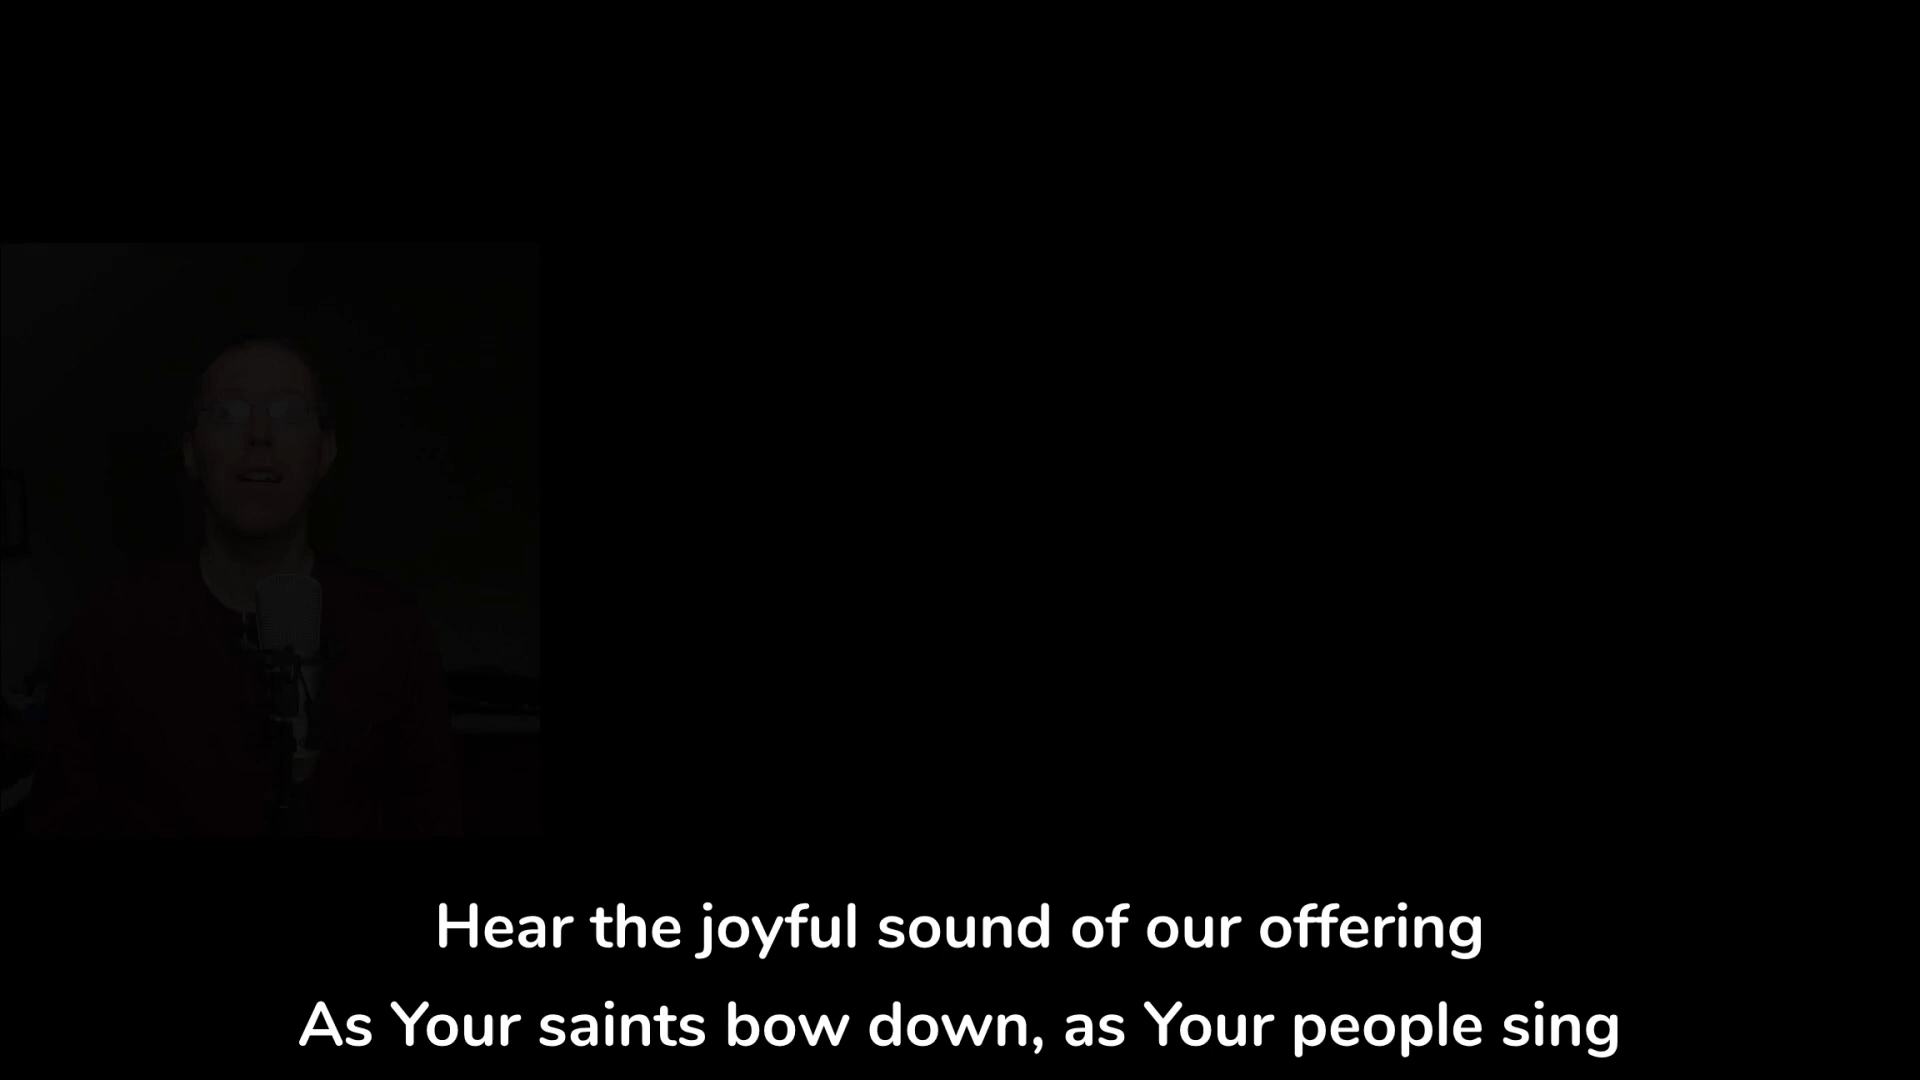 Hear the joyful sound of our offering
As Your saints bow down, as Your people sing